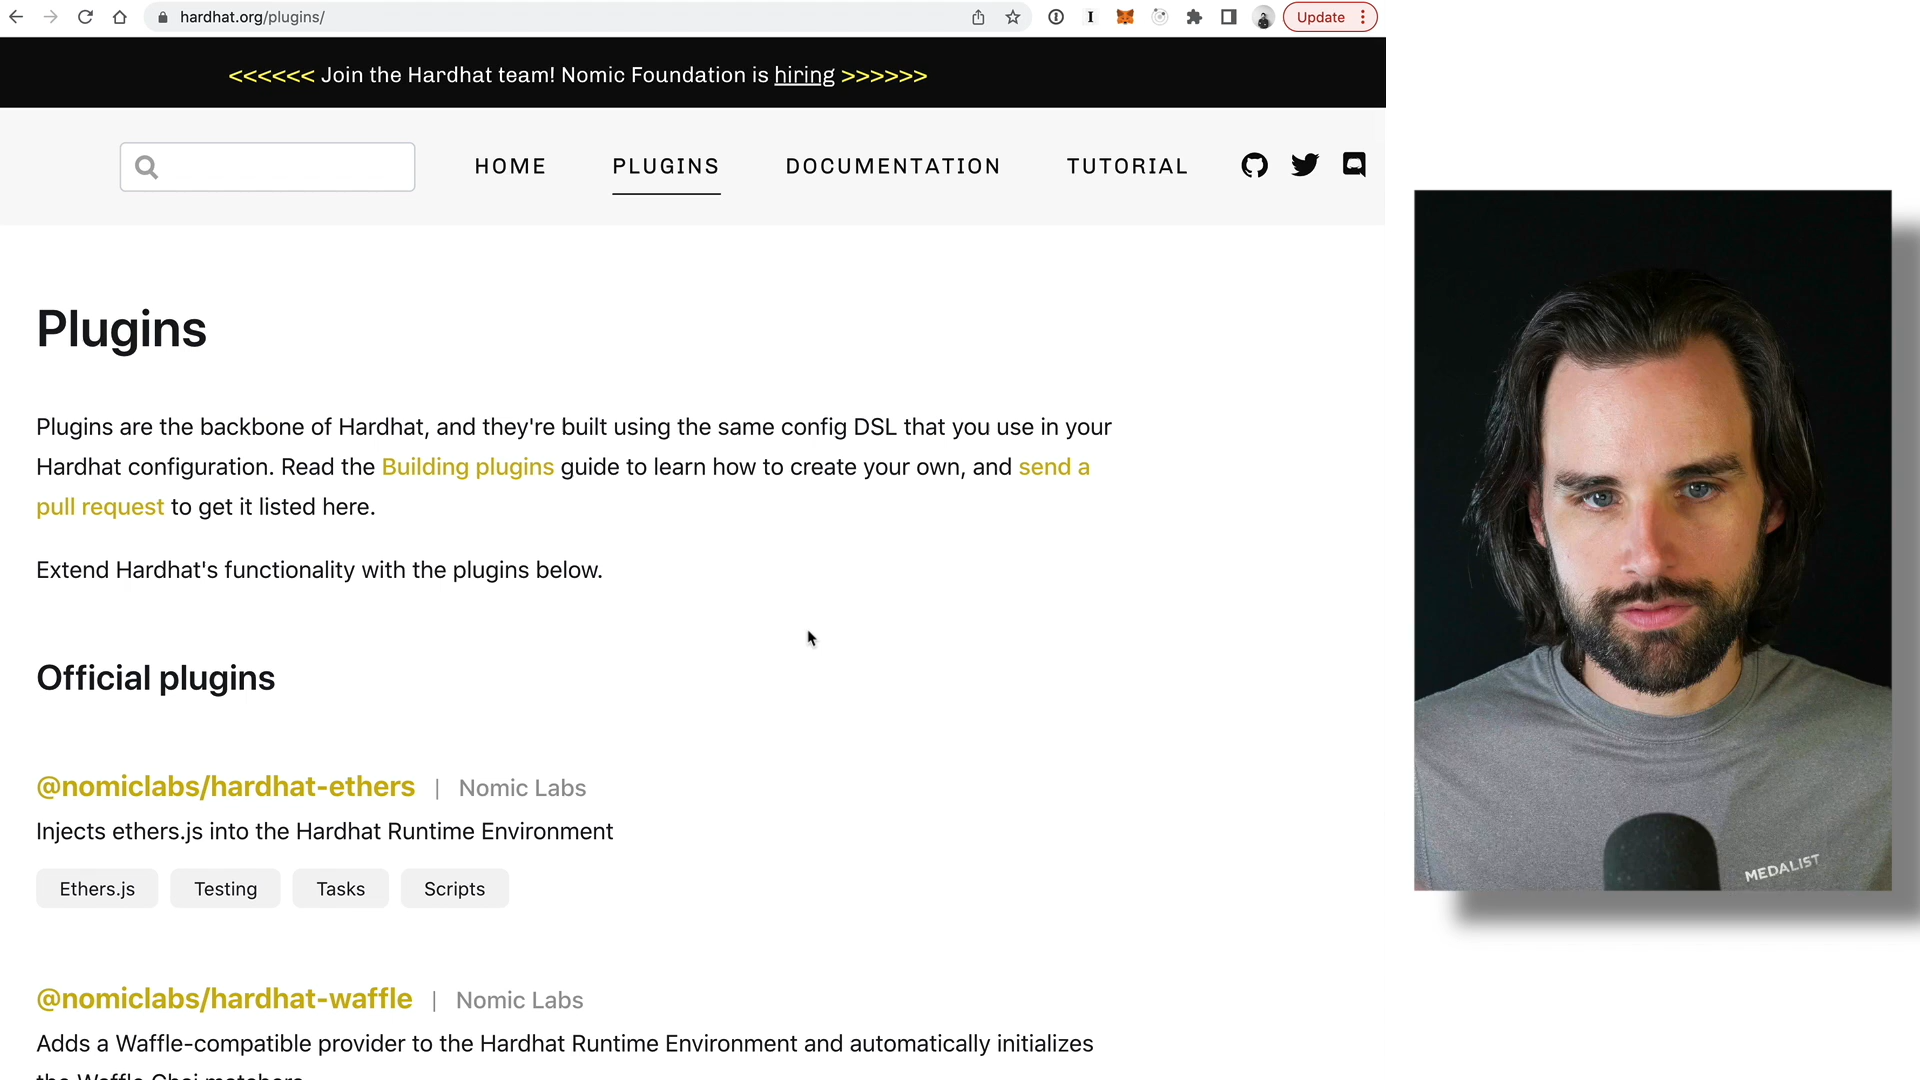 hardhat.org/plugins/
Update
<<<<<< Join the Hardhat team! Nomic Foundation is hiring >>>>>>
HOME PLUGINS DOCUMENTATION TUTORIAL
Plugins
Plugins are the backbone of Hardhat, and they're built using the same config DSL that you use in your
Hardhat configuration. Read the Building plugins guide to learn how to create your own, and send a
pull request to get it listed here.
Extend Hardhat's functionality with the plugins below.
Official plugins
@nomiclabs/hardhat-ethers | Nomic Labs
Injects ethers.js into the Hardhat Runtime Environment
Ethers.js Testing Tasks Scripts
@nomiclabs/hardhat-waffle | Nomic Labs
Adds a Waffle-compatible provider to the Hardhat Runtime Environment and automatically initializes
the Waffle Chai matchers
MEDALIST